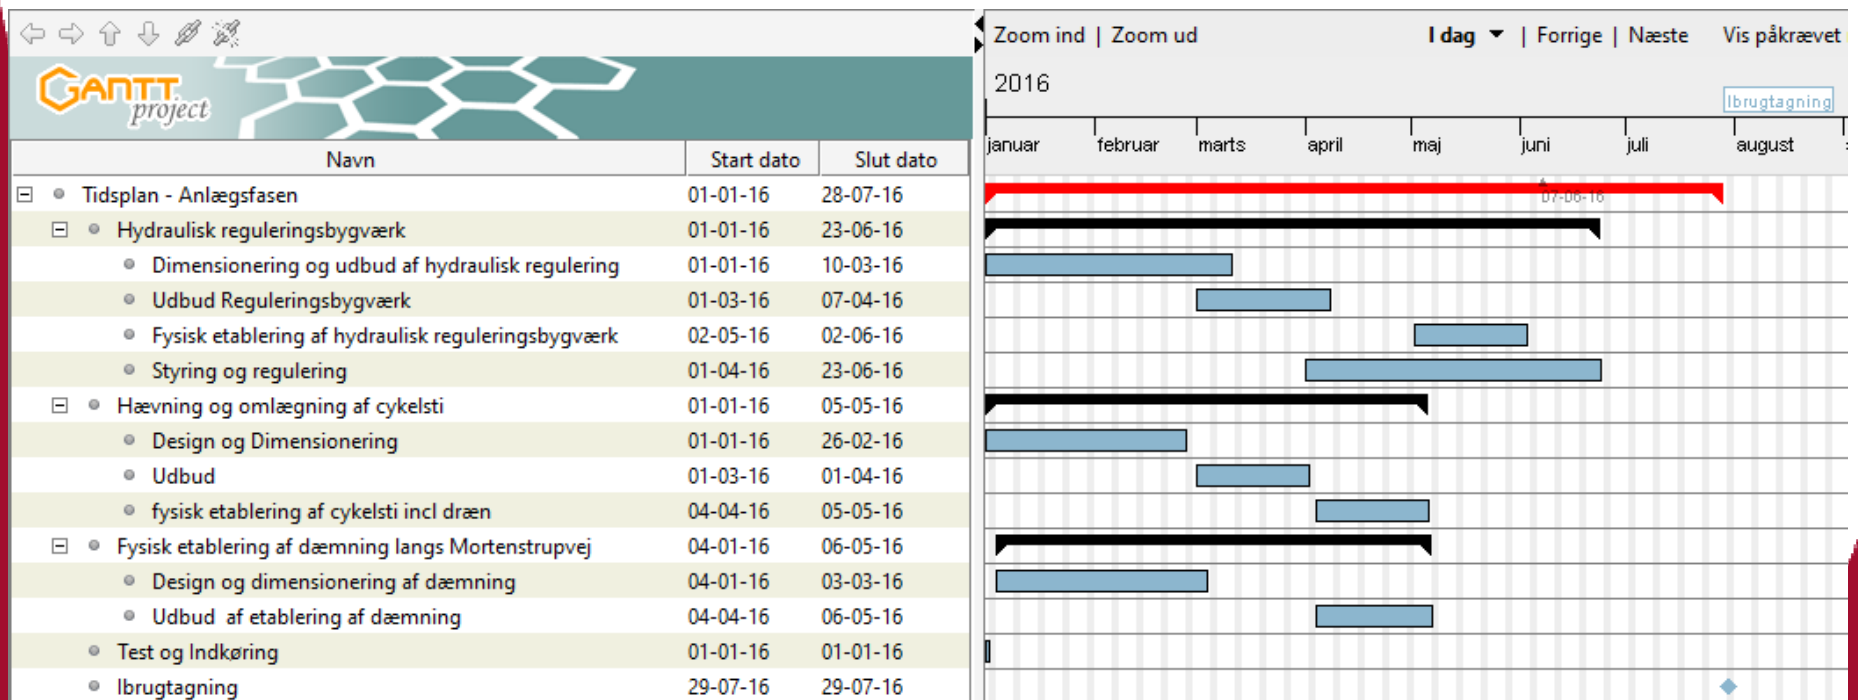 Zoom ind | Zoom ud I dag ▼ | Forrige | Næste Vis påkrævet
2016
GANTT
project
Ibrugtagning
januar februar marts april maj juni juli august
Navn Start dato Slut dato
Tidsplan - Anlægsfasen 01-01-16 28-07-16
07-06-16
Hydraulisk reguleringsbygværk 01-01-16 23-06-16
Dimensionering og udbud af hydraulisk regulering 01-01-16 10-03-16
Udbud Reguleringsbygværk 01-03-16 07-04-16
Fysisk etablering af hydraulisk reguleringsbygværk 02-05-16 02-06-16
Styring og regulering 01-04-16 23-06-16
Hævning og omlægning af cykelsti 01-01-16 05-05-16
Design og Dimensionering 01-01-16 26-02-16
Udbud 01-03-16 01-04-16
fysisk etablering af cykelsti incl dræn 04-04-16 05-05-16
Fysisk etablering af dæmning langs Mortenstrupvej 04-01-16 06-05-16
Design og dimensionering af dæmning 04-01-16 03-03-16
Udbud af etablering af dæmning 04-04-16 06-05-16
Test og Indkøring 01-01-16 01-01-16
Ibrugtagning 29-07-16 29-07-16